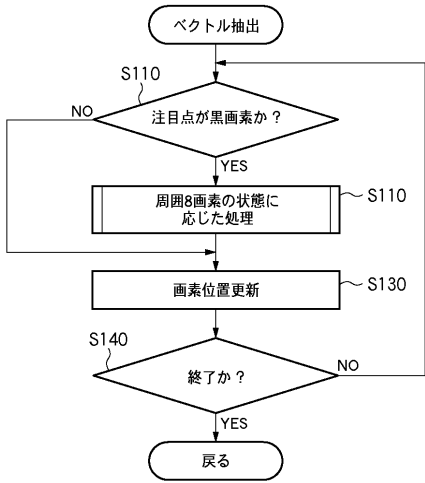 ベクトル抽出
S110
注目点が黒画素か?
NO
YES
周囲8画素の状態に
応じた処理
S110
画素位置更新
S130
S140
終了か?
NO
YES
戻る